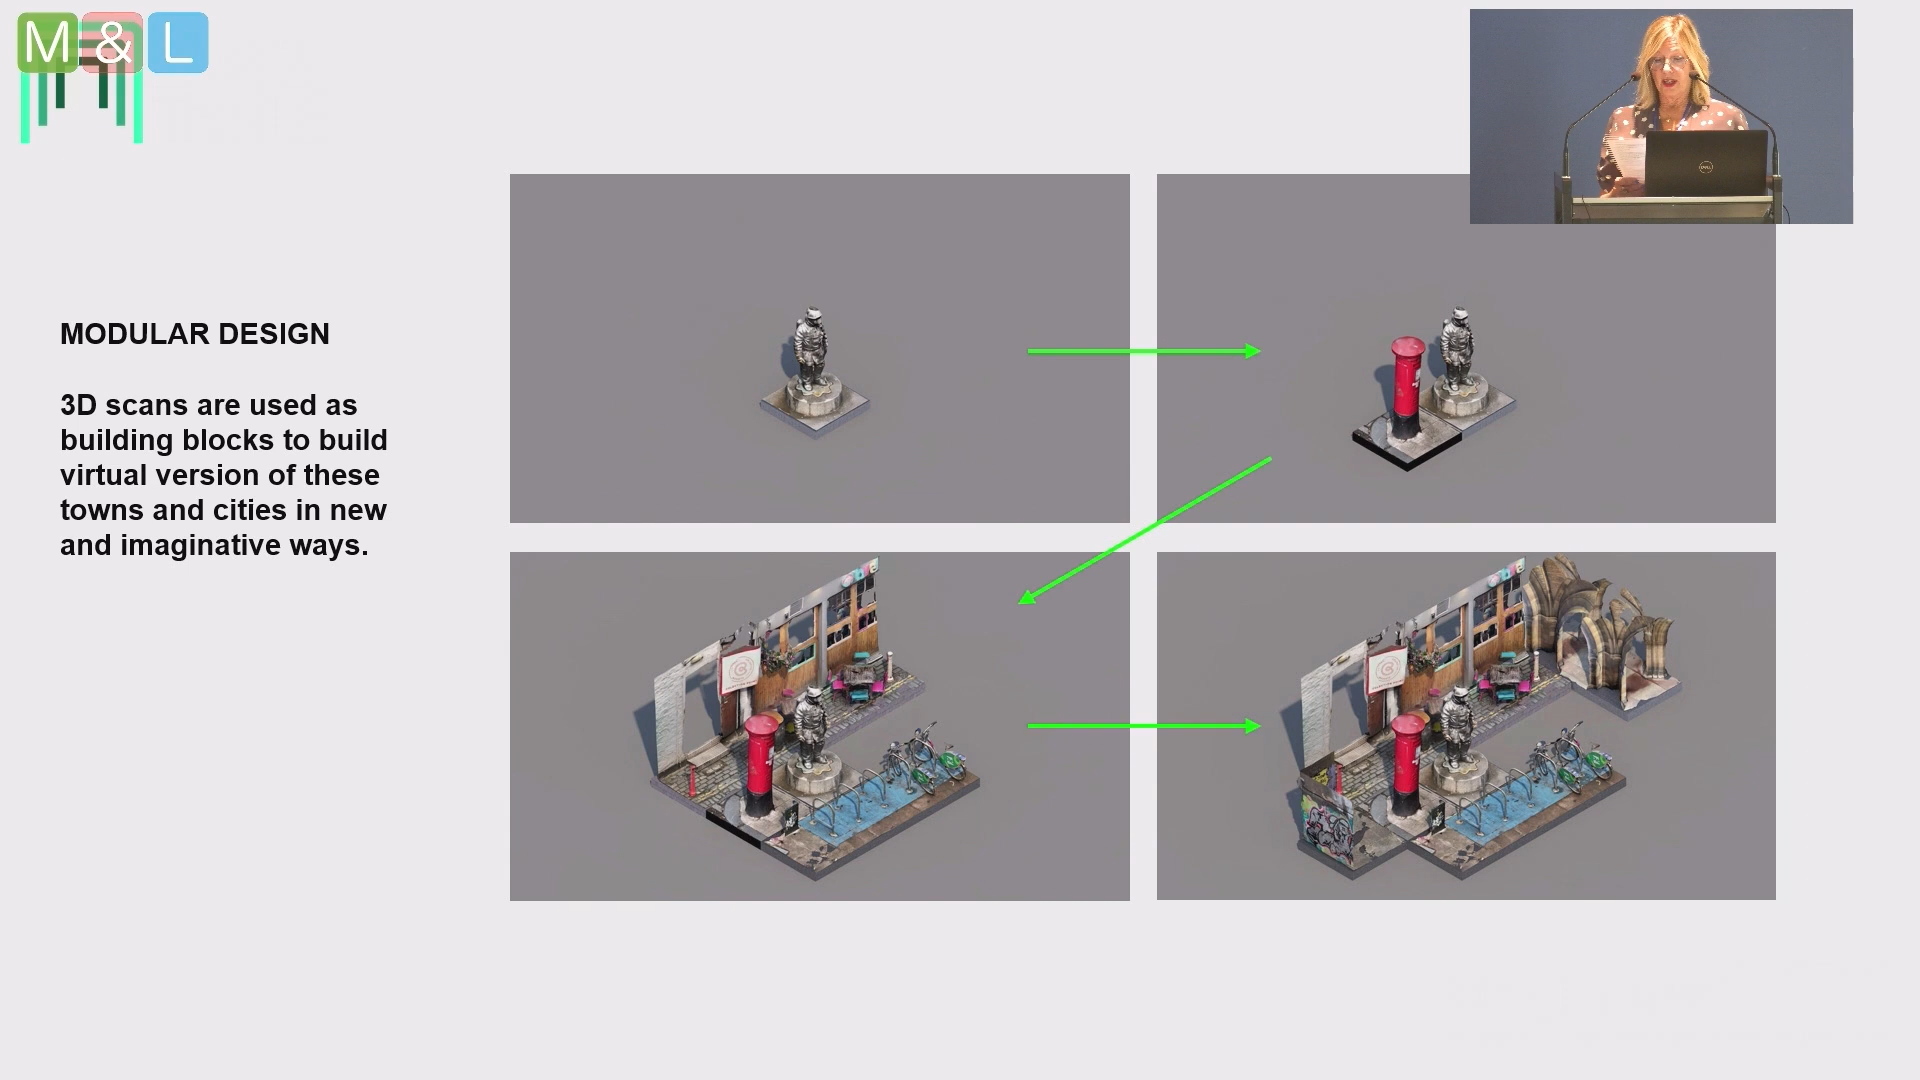 M & L
MODULAR DESIGN
3D scans are used as
building blocks to build
virtual version of these
towns and cities in new
and imaginative ways.
DELL